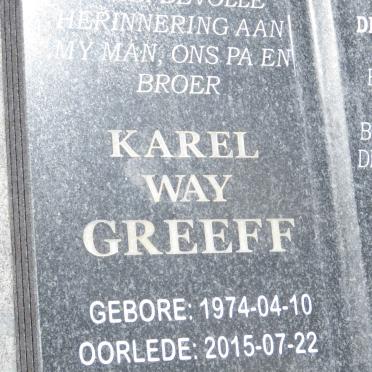 HERINNERING AAN
MY MAN, ONS PA EN
BROER
KAREL
WAY
GREEFF
GEBORE: 1974-04-10
OORLEDE: 2015-07-22